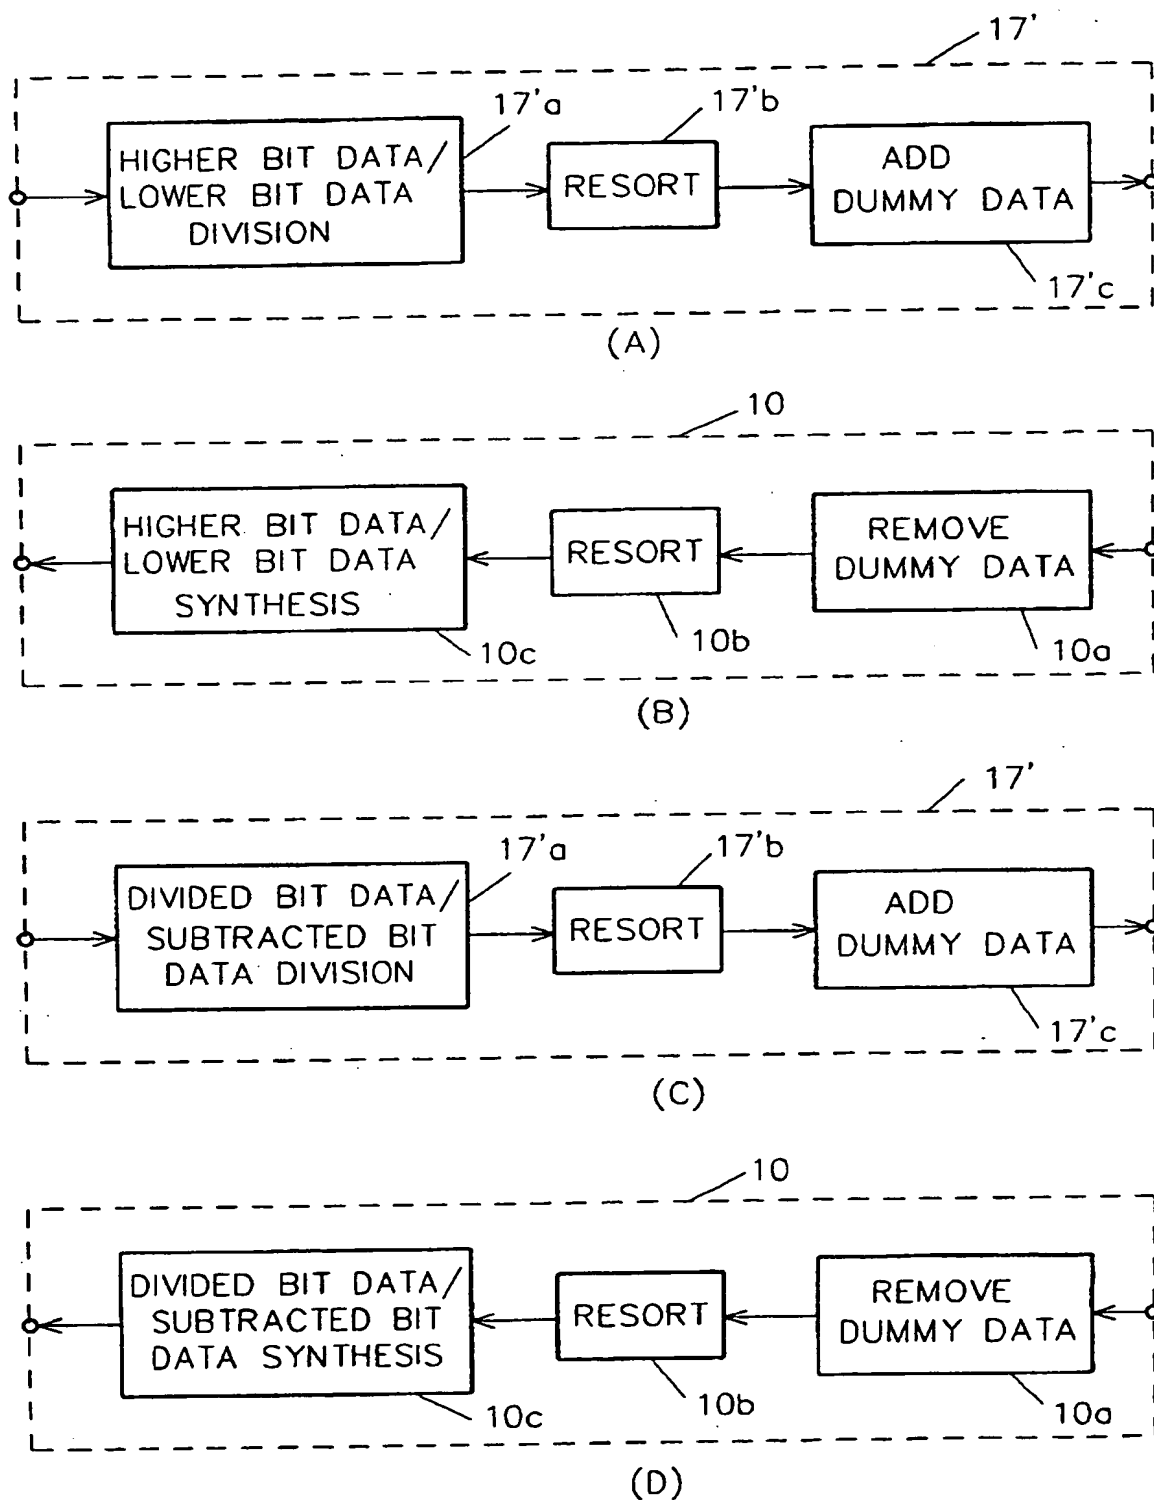 17'
17'a
17'b
HIGHER BIT DATA/
LOWER BIT DATA
DIVISION
RESORT
ADD
DUMMY DATA
17'c
(A)
10
HIGHER BIT DATA/
LOWER BIT DATA
SYNTHESIS
RESORT
REMOVE
DUMMY DATA
10c
10b
10a
(B)
17'
17'a
17'b
DIVIDED BIT DATA/
SUBTRACTED BIT
DATA DIVISION
RESORT
ADD
DUMMY DATA
17'c
(C)
10
DIVIDED BIT DATA/
SUBTRACTED BIT
DATA SYNTHESIS
RESORT
REMOVE
DUMMY DATA
10c
10b
10a
(D)